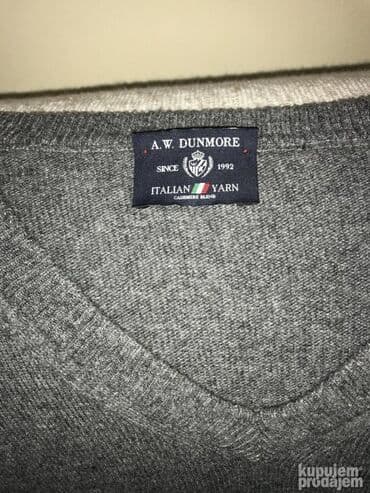 A.W. DUNMORE
SINCE 1992
ITALIAN YARN
CASHMERE BLEND
kupujem
prodajem